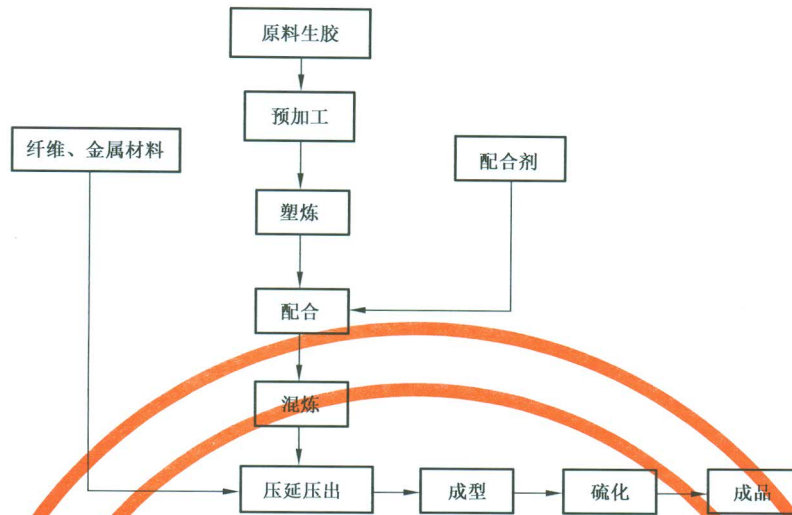 原料生胶
预加工
纤维、金属材料
配合剂
塑炼
配合
混炼
压延压出
成型
硫化
成品